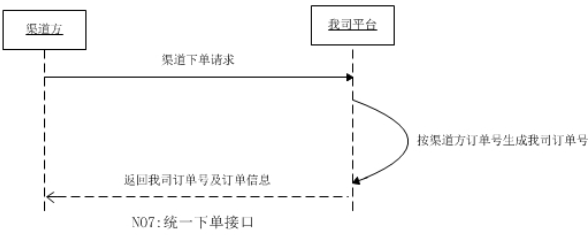 渠道方
我司平台
渠道下单请求
按渠道方订单号生成我司订单号
返回我司订单号及订单信息
N07:统一下单接口